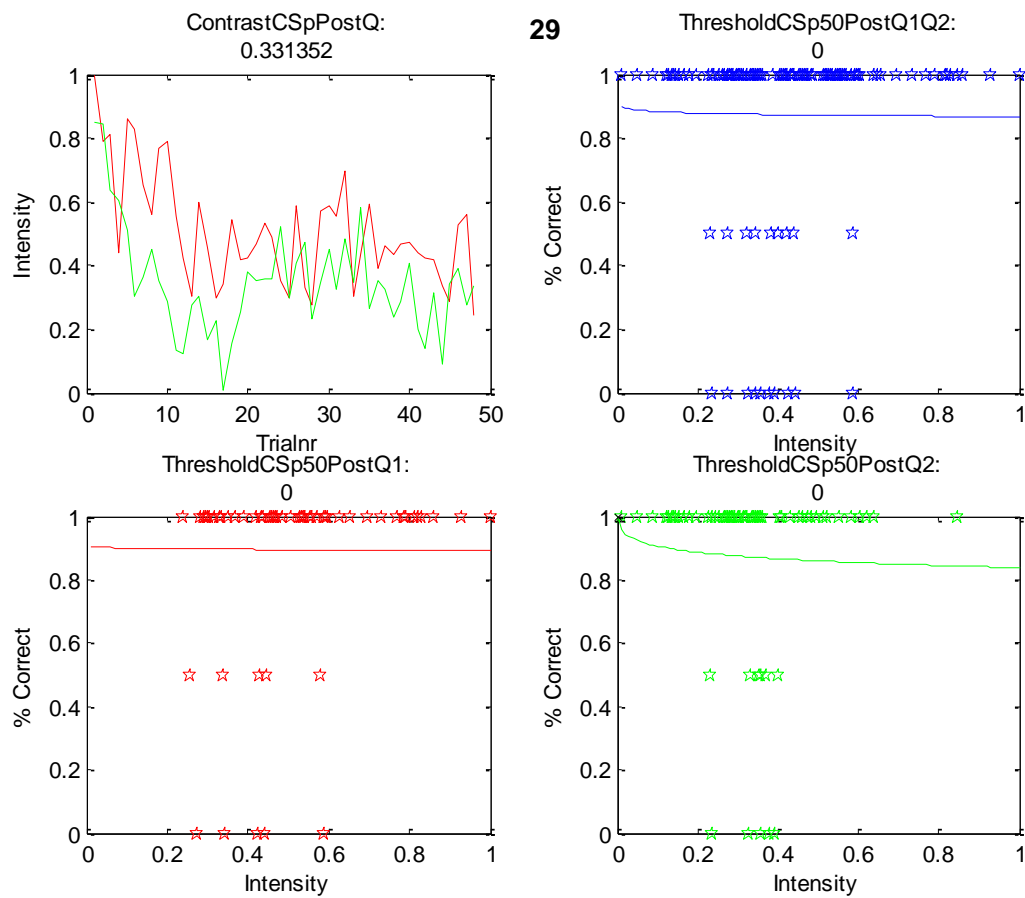 29
ContrastCSpPostQ:
0.331352
1
0.8
0.6
0.4
0.2
0
Intensity
0 10 20 30 40 50
Trialnr
ThresholdCSp50PostQ1Q2:
0
1
0.8
0.6
0.4
0.2
0
% Correct
0 0.2 0.4 0.6 0.8 1
Intensity
ThresholdCSp50PostQ1:
0
1
0.8
0.6
0.4
0.2
0
% Correct
0 0.2 0.4 0.6 0.8 1
Intensity
ThresholdCSp50PostQ2:
0
1
0.8
0.6
0.4
0.2
0
% Correct
0 0.2 0.4 0.6 0.8 1
Intensity